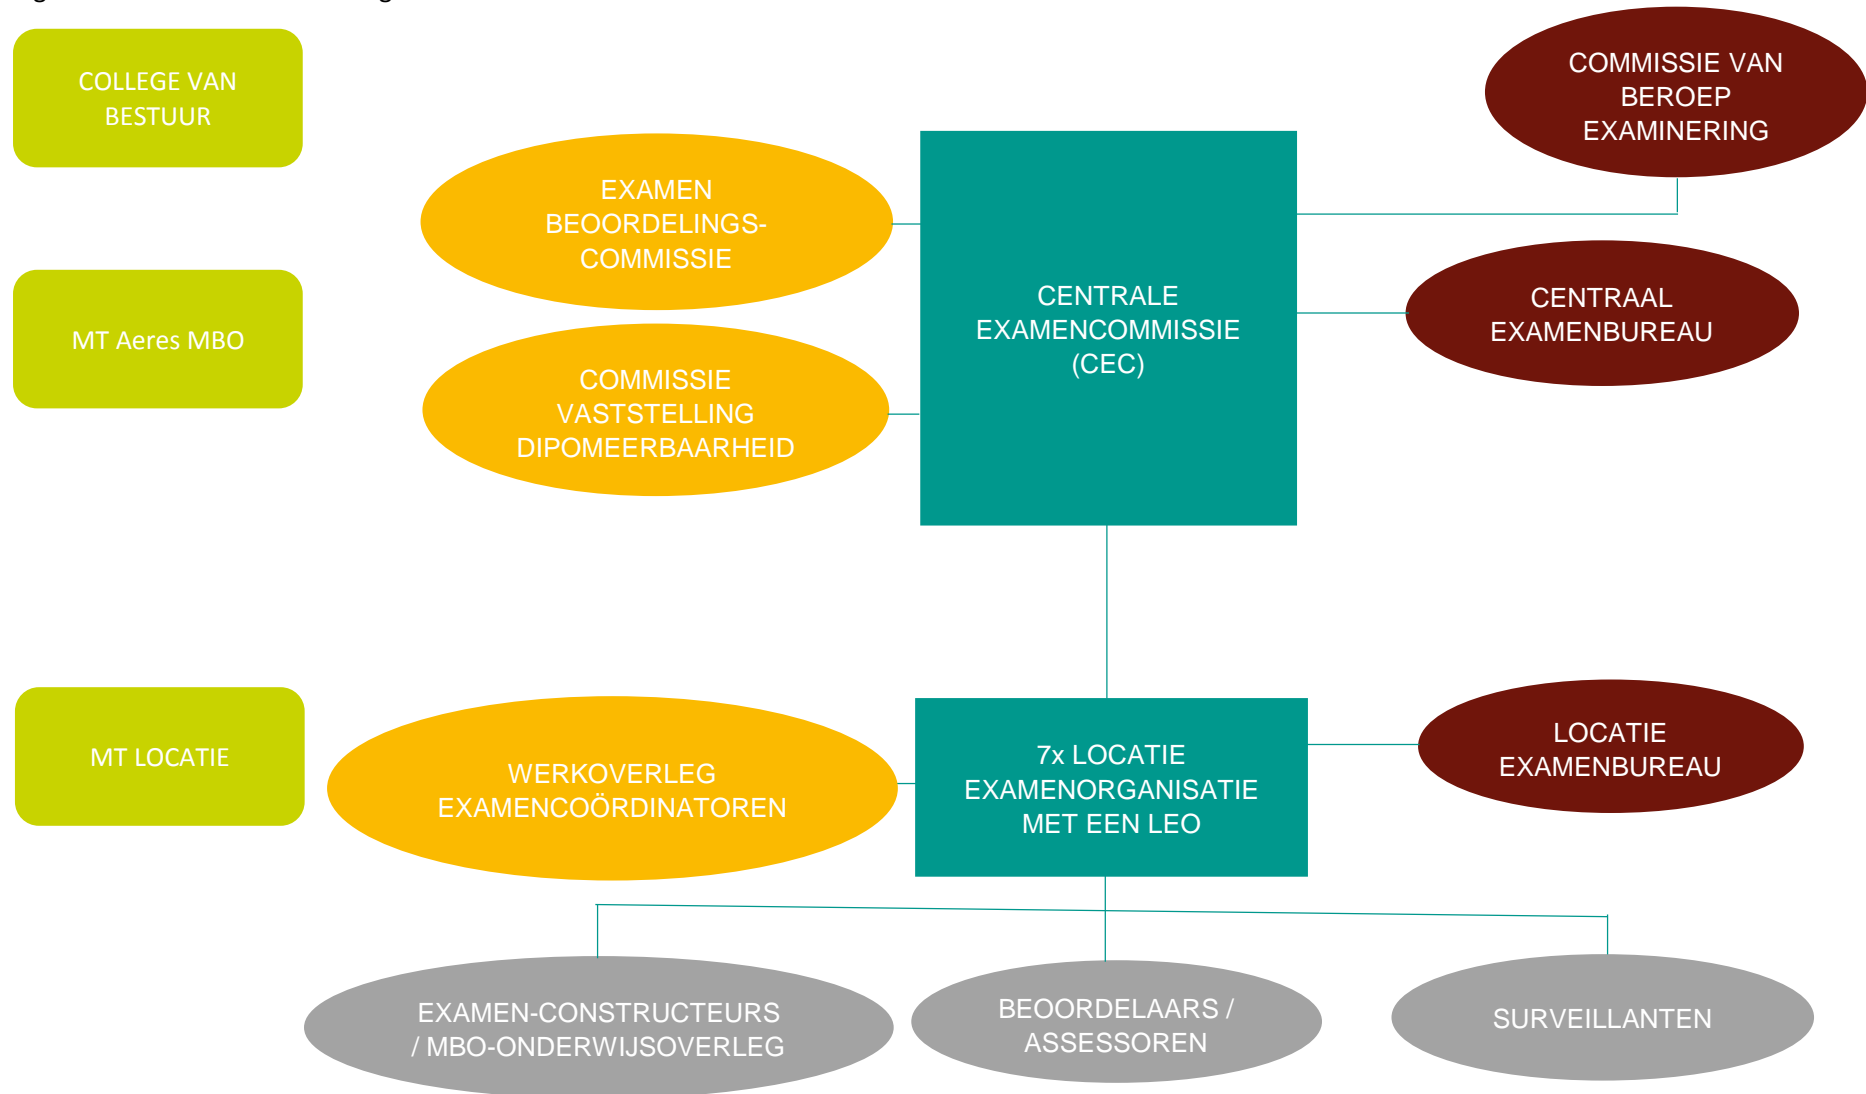 COLLEGE VAN
BESTUUR
COMMISSIE VAN
BEROEP
EXAMINERING
EXAMEN
BEOORDELINGS-
COMMISSIE
MT Aeres MBO
CENTRALE
EXAMENCOMMISSIE
(CEC)
CENTRAAL
EXAMENBUREAU
COMMISSIE
VASTSTELLING
DIPOMEERBAARHEID
MT LOCATIE
WERKOVERLEG
EXAMENCOÖRDINATOREN
7x LOCATIE
EXAMENORGANISATIE
MET EEN LEO
LOCATIE
EXAMENBUREAU
EXAMEN-CONSTRUCTEURS
/ MBO-ONDERWIJSOVERLEG
BEOORDELAARS /
ASSESSOREN
SURVEILLANTEN